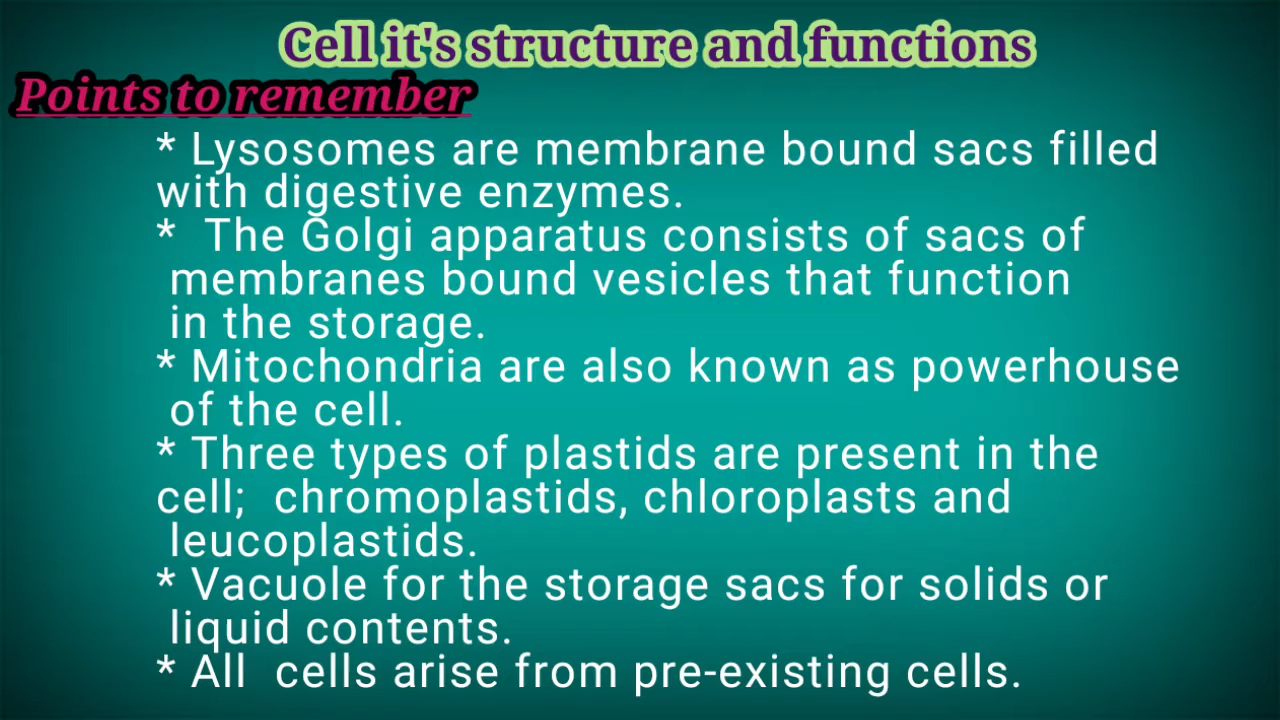 Cell it's structure and functions
Points to remember
* Lysosomes are membrane bound sacs filled
with digestive enzymes.
* The Golgi apparatus consists of sacs of
membranes bound vesicles that function
in the storage.
* Mitochondria are also known as powerhouse
of the cell.
* Three types of plastids are present in the
cell; chromoplastids, chloroplasts and
leucoplastids.
* Vacuole for the storage sacs for solids or
liquid contents.
* All cells arise from pre-existing cells.